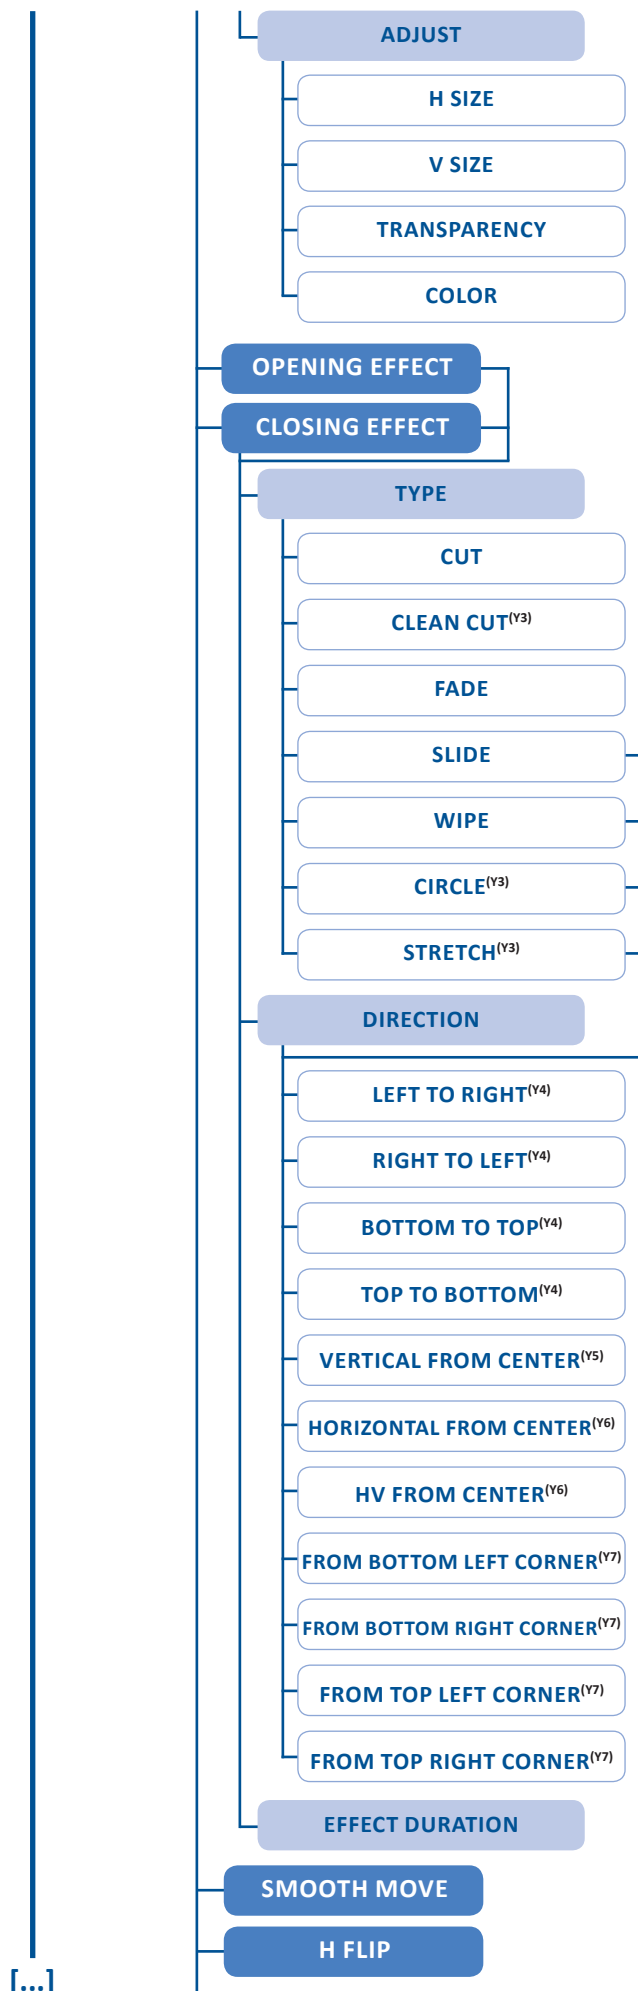 ADJUST
H SIZE
V SIZE
TRANSPARENCY
COLOR
OPENING EFFECT
CLOSING EFFECT
TYPE
CUT
CLEAN CUT(Y3)
FADE
SLIDE
WIPE
CIRCLE(Y3)
STRETCH(Y3)
DIRECTION
LEFT TO RIGHT(Y4)
RIGHT TO LEFT(Y4)
BOTTOM TO TOP(Y4)
TOP TO BOTTOM(Y4)
VERTICAL FROM CENTER(Y5)
HORIZONTAL FROM CENTER(Y6)
HV FROM CENTER(Y6)
FROM BOTTOM LEFT CORNER(Y7)
FROM BOTTOM RIGHT CORNER(Y7)
FROM TOP LEFT CORNER(Y7)
FROM TOP RIGHT CORNER(Y7)
EFFECT DURATION
SMOOTH MOVE
H FLIP
[...]